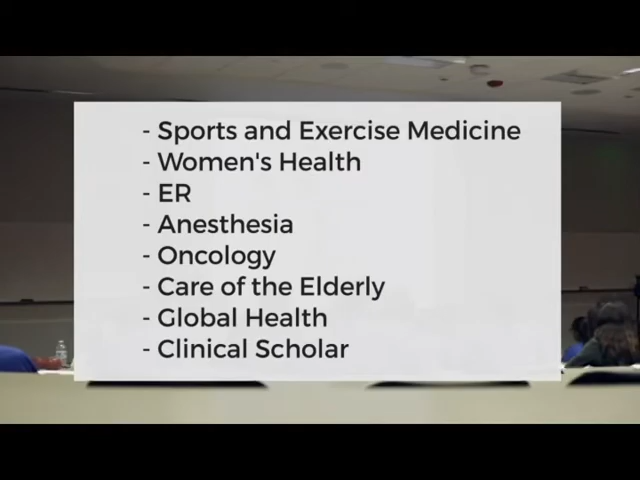 - Sports and Exercise Medicine
- Women's Health
- ER
- Anesthesia
- Oncology
- Care of the Elderly
- Global Health
- Clinical Scholar